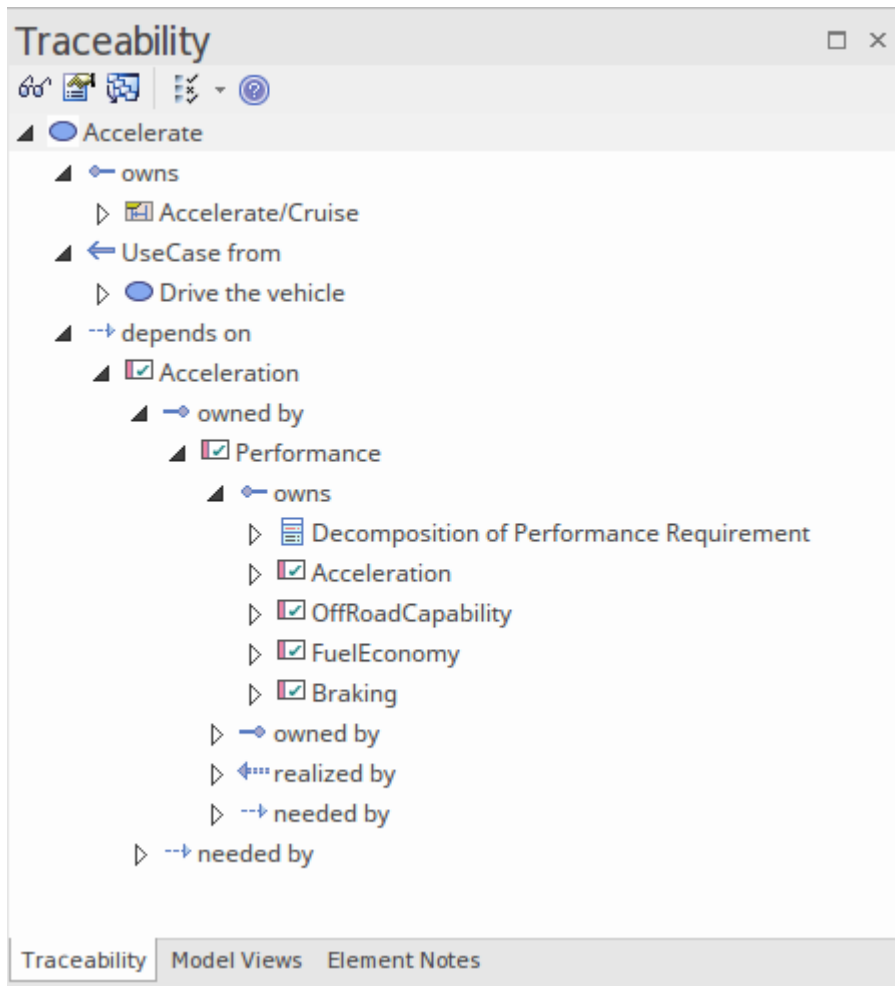 Traceability
Accelerate
owns
Accelerate/Cruise
UseCase from
Drive the vehicle
depends on
Acceleration
owned by
Performance
owns
Decomposition of Performance Requirement
Acceleration
OffRoadCapability
FuelEconomy
Braking
owned by
realized by
needed by
needed by
Traceability Model Views Element Notes